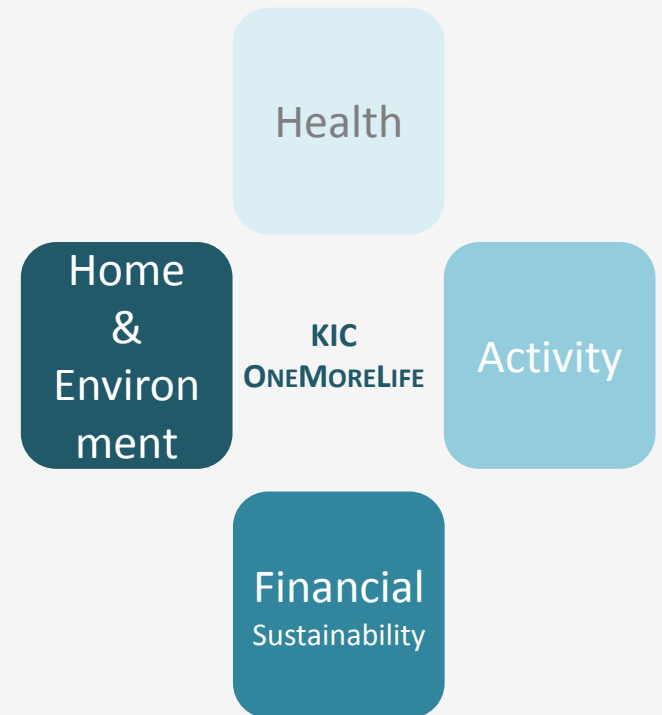 Health
Home
&
Environ
ment
KIC
ONEMORELIFE
Activity
Financial
Sustainability